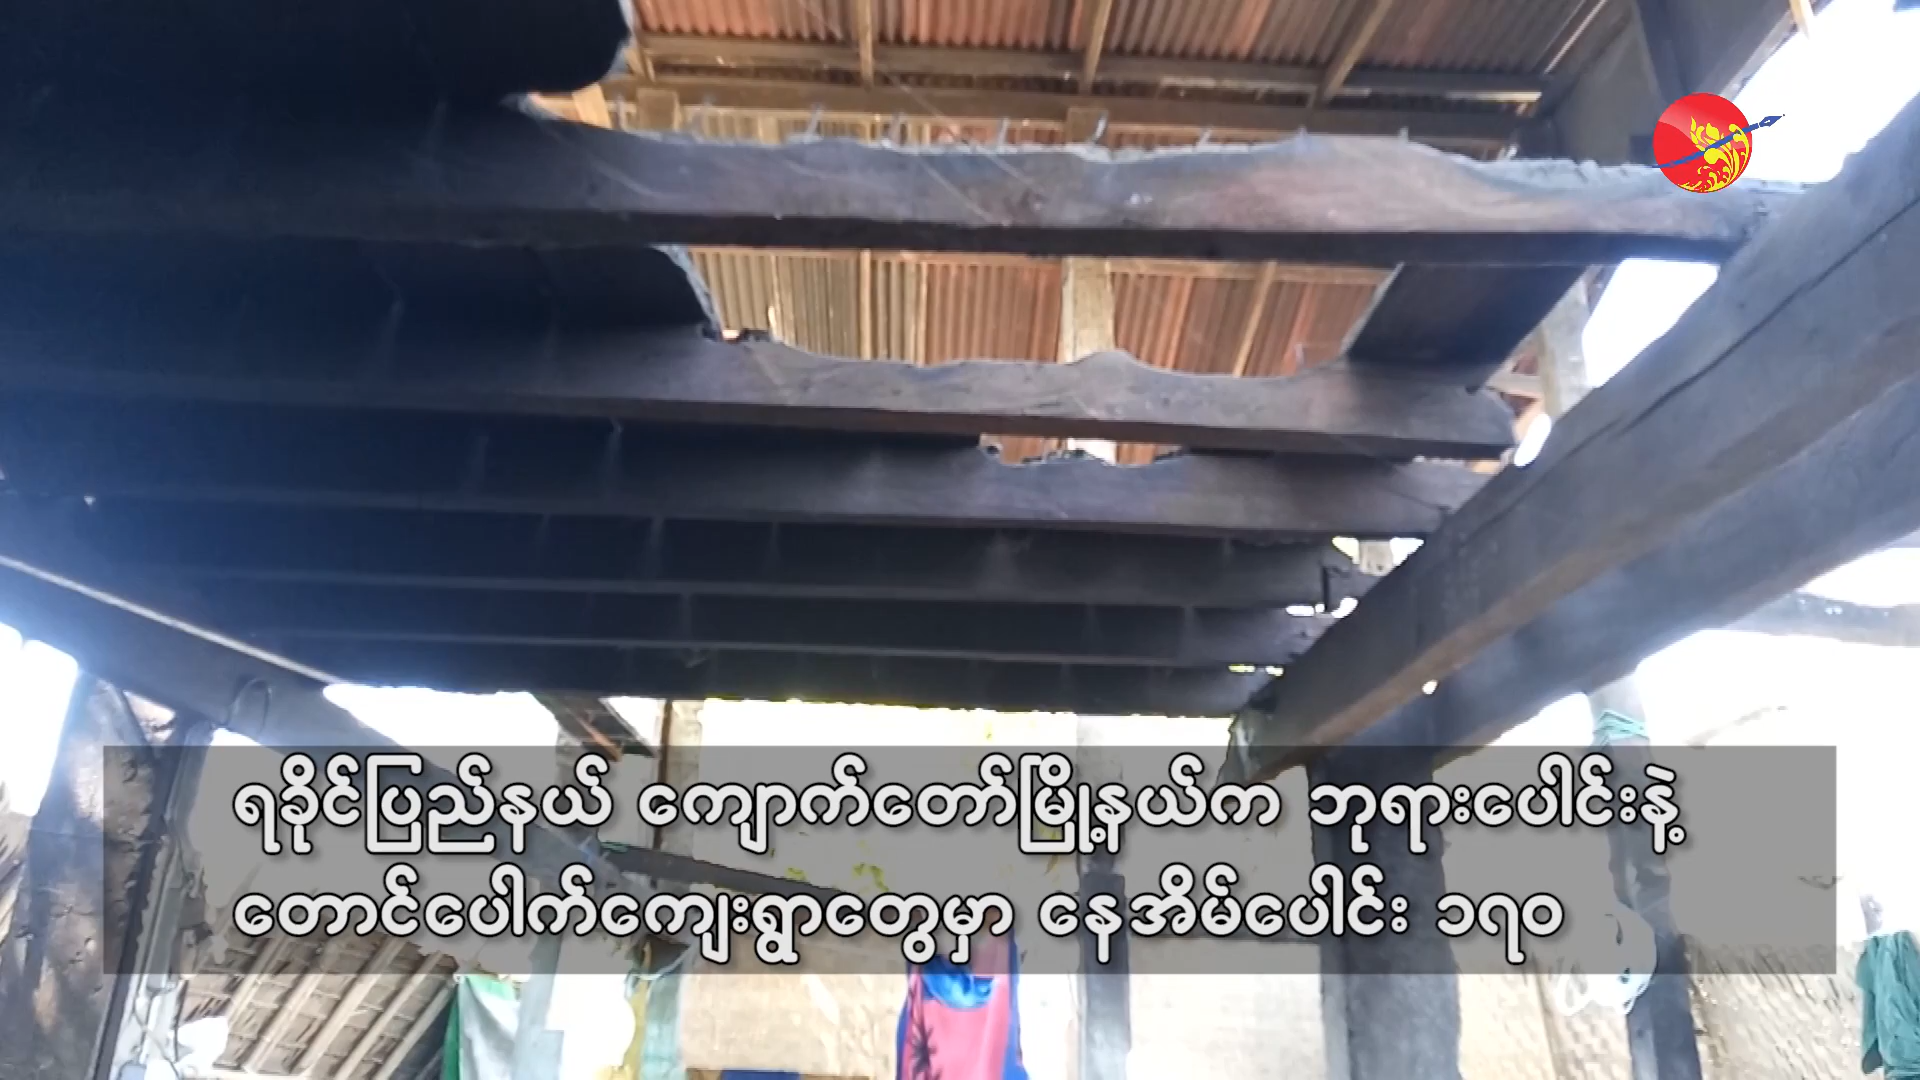 ရခိုင်ပြည်နယ် ကျောက်တော်မြို့နယ်က ဘုရားပေါင်းနဲ့
တောင်ပေါက်ကျေးရွာတွေမှာ နေအိမ်ပေါင်း ၁၇၀